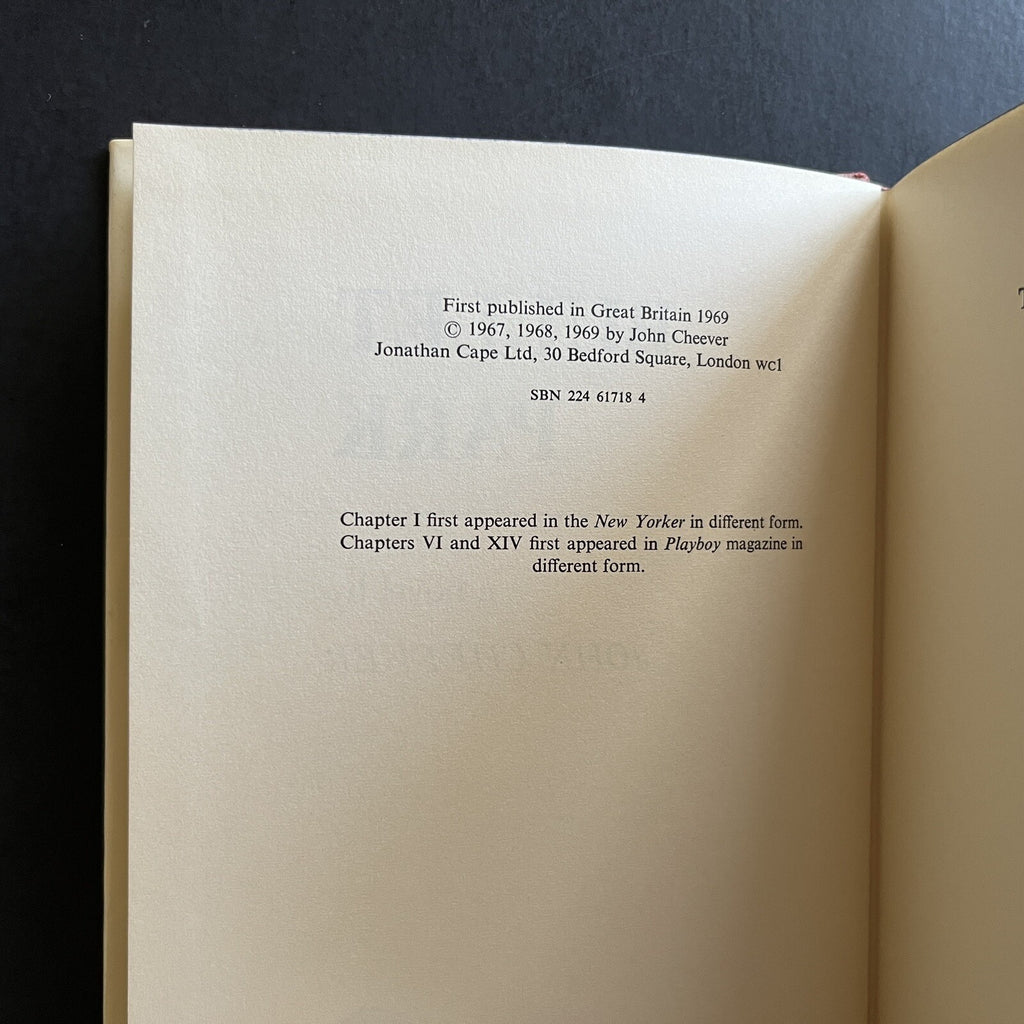 First published in Great Britain 1969
© 1967, 1968, 1969 by John Cheever
Jonathan Cape Ltd, 30 Bedford Square, London wc1
SBN 224 61718 4
Chapter I first appeared in the New Yorker in different form.
Chapters VI and XIV first appeared in Playboy magazine in
different form.